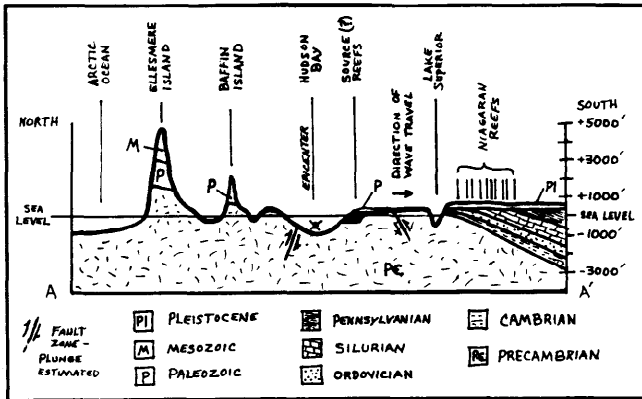 ARCTIC OCEAN
ELLESMERE ISLAND
BAFFIN ISLAND
HUDSON BAY
SOURCE (?) REEFS
LAKE SUPERIOR
NORTH
SOUTH
EPICENTER
DIRECTION OF WAVE TRAVEL
NIAGARAN REEFS
+5000'
+3000'
+1000'
SEA LEVEL
SEA LEVEL
-1000'
-3000'
M
P
P
P
Pl
PЄ
A
A'
FAULT ZONE -
PLUNGE
ESTIMATED
Pl PLEISTOCENE
M MESOZOIC
P PALEOZOIC
PENNSYLVANIAN
SILURIAN
ORDOVICIAN
CAMBRIAN
PЄ PRECAMBRIAN